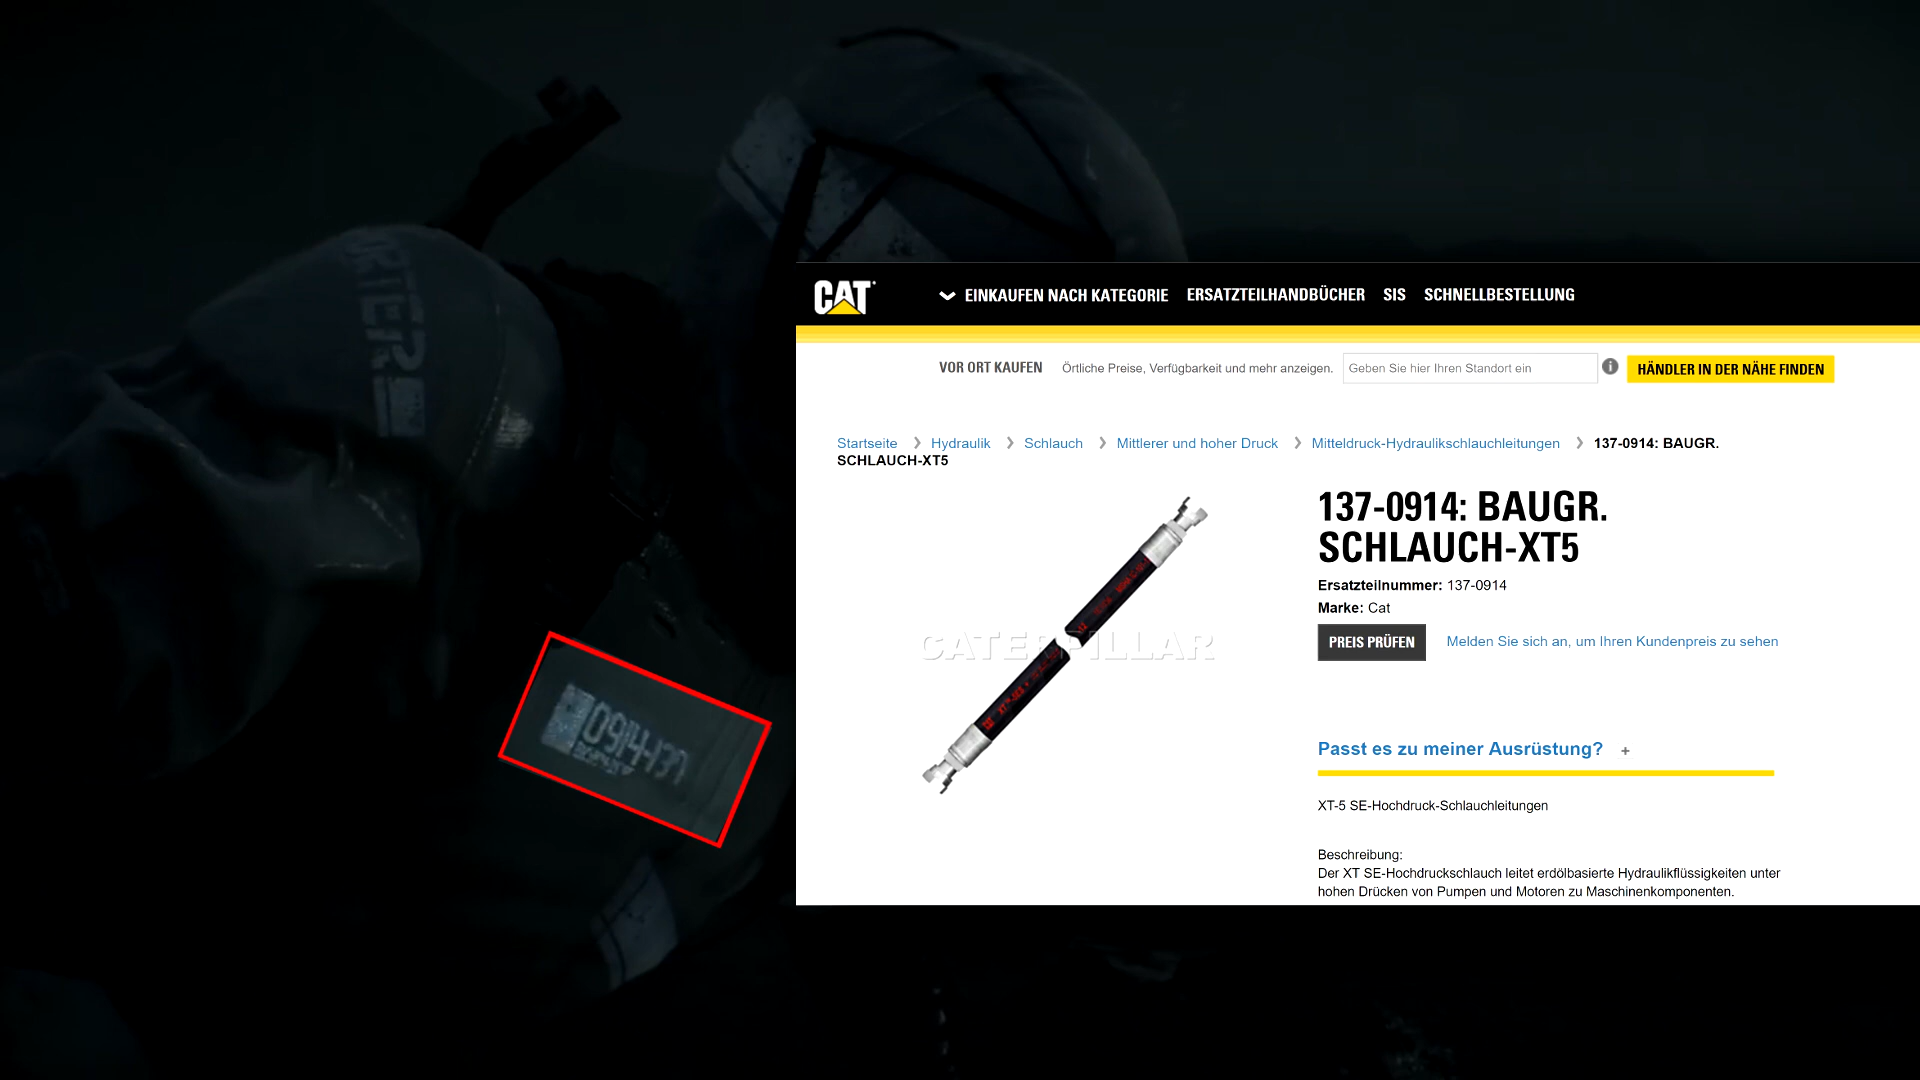 ORTER
0914-137
CAT
EINKAUFEN NACH KATEGORIE ERSATZTEILHANDBÜCHER SIS SCHNELLBESTELLUNG
VOR ORT KAUFEN Örtliche Preise, Verfügbarkeit und mehr anzeigen. Geben Sie hier Ihren Standort ein HÄNDLER IN DER NÄHE FINDEN
Startseite Hydraulik Schlauch Mittlerer und hoher Druck Mitteldruck-Hydraulikschlauchleitungen 137-0914: BAUGR.
SCHLAUCH-XT5
CATERPILLAR
137-0914: BAUGR.
SCHLAUCH-XT5
Ersatzteilnummer: 137-0914
Marke: Cat
PREIS PRÜFEN Melden Sie sich an, um Ihren Kundenpreis zu sehen
Passt es zu meiner Ausrüstung? +
XT-5 SE-Hochdruck-Schlauchleitungen
Beschreibung:
Der XT SE-Hochdruckschlauch leitet erdölbasierte Hydraulikflüssigkeiten unter
hohen Drücken von Pumpen und Motoren zu Maschinenkomponenten.